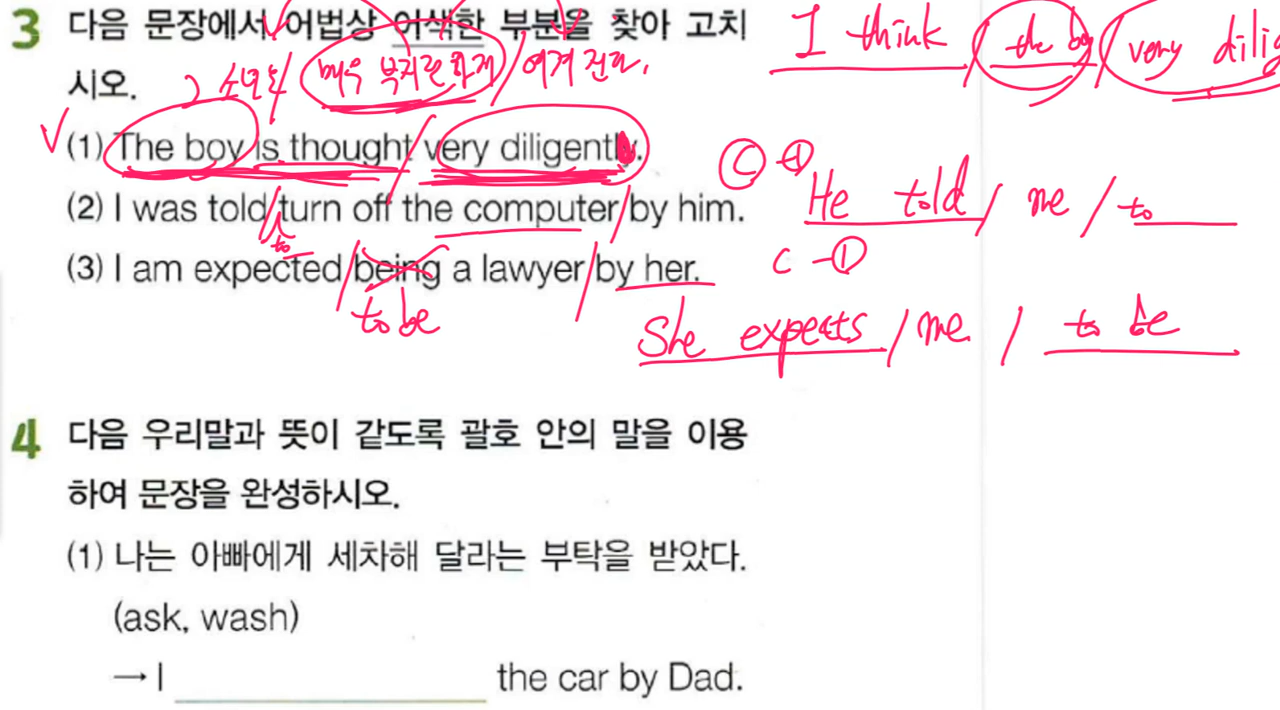 3 다음 문장에서 어법상 어색한 부분을 찾아 고치
시오.
매우 부지런하게 / 여겨진다.
I think / the boy / very dilig
(1) The boy is thought / very diligently.
(2) I was told / turn off the computer / by him.
to
C - ①
He told / me / to
(3) I am expected / being a lawyer / by her.
to be
C - ①
She expects / me / to be
4 다음 우리말과 뜻이 같도록 괄호 안의 말을 이용
하여 문장을 완성하시오.
(1) 나는 아빠에게 세차해 달라는 부탁을 받았다.
(ask, wash)
→ I the car by Dad.